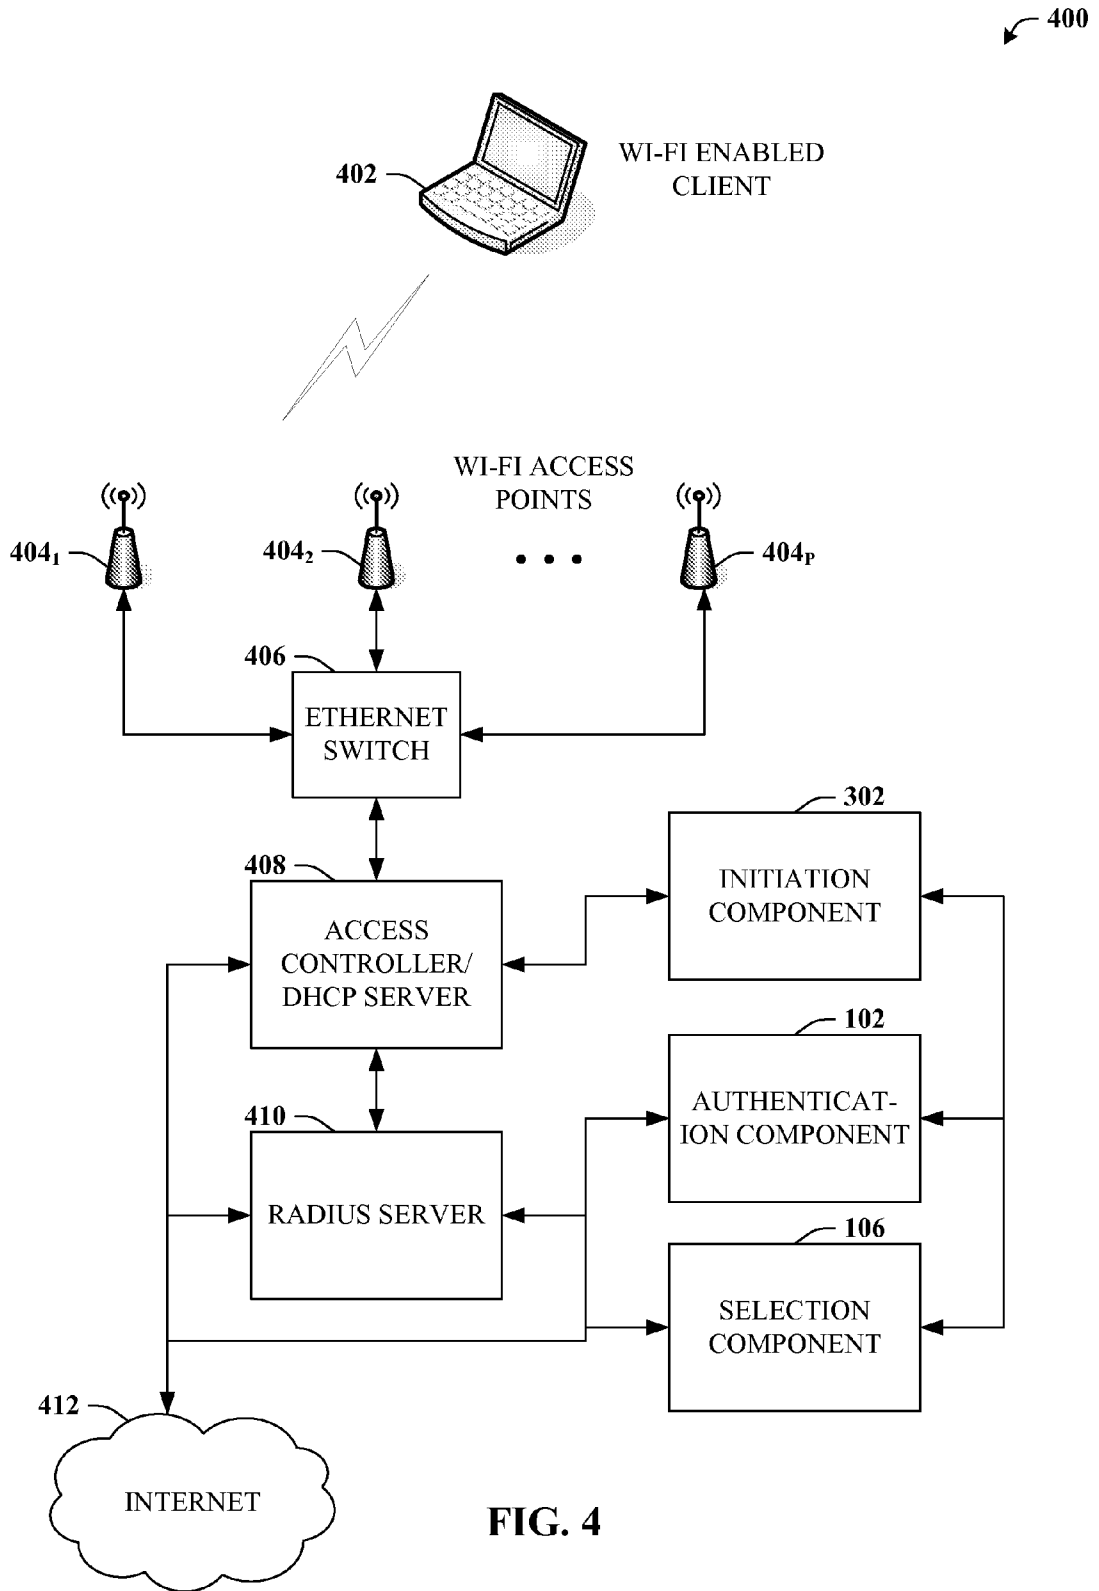 400
402
WI-FI ENABLED
CLIENT
WI-FI ACCESS
POINTS
404₁
404₂
• • •
404ₚ
406
ETHERNET
SWITCH
302
INITIATION
COMPONENT
408
ACCESS
CONTROLLER/
DHCP SERVER
102
AUTHENTICAT-
ION COMPONENT
410
RADIUS SERVER
106
SELECTION
COMPONENT
412
INTERNET
FIG. 4